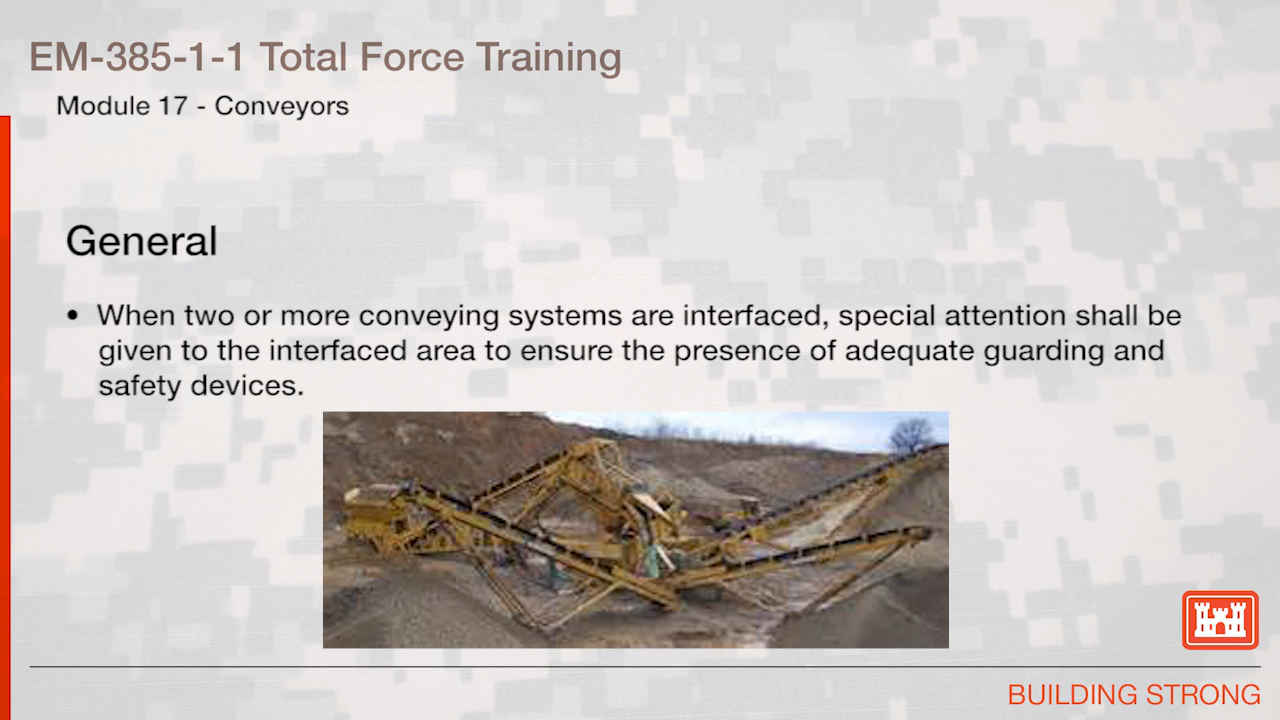 EM-385-1-1 Total Force Training
Module 17 - Conveyors
General
• When two or more conveying systems are interfaced, special attention shall be
given to the interfaced area to ensure the presence of adequate guarding and
safety devices.
BUILDING STRONG